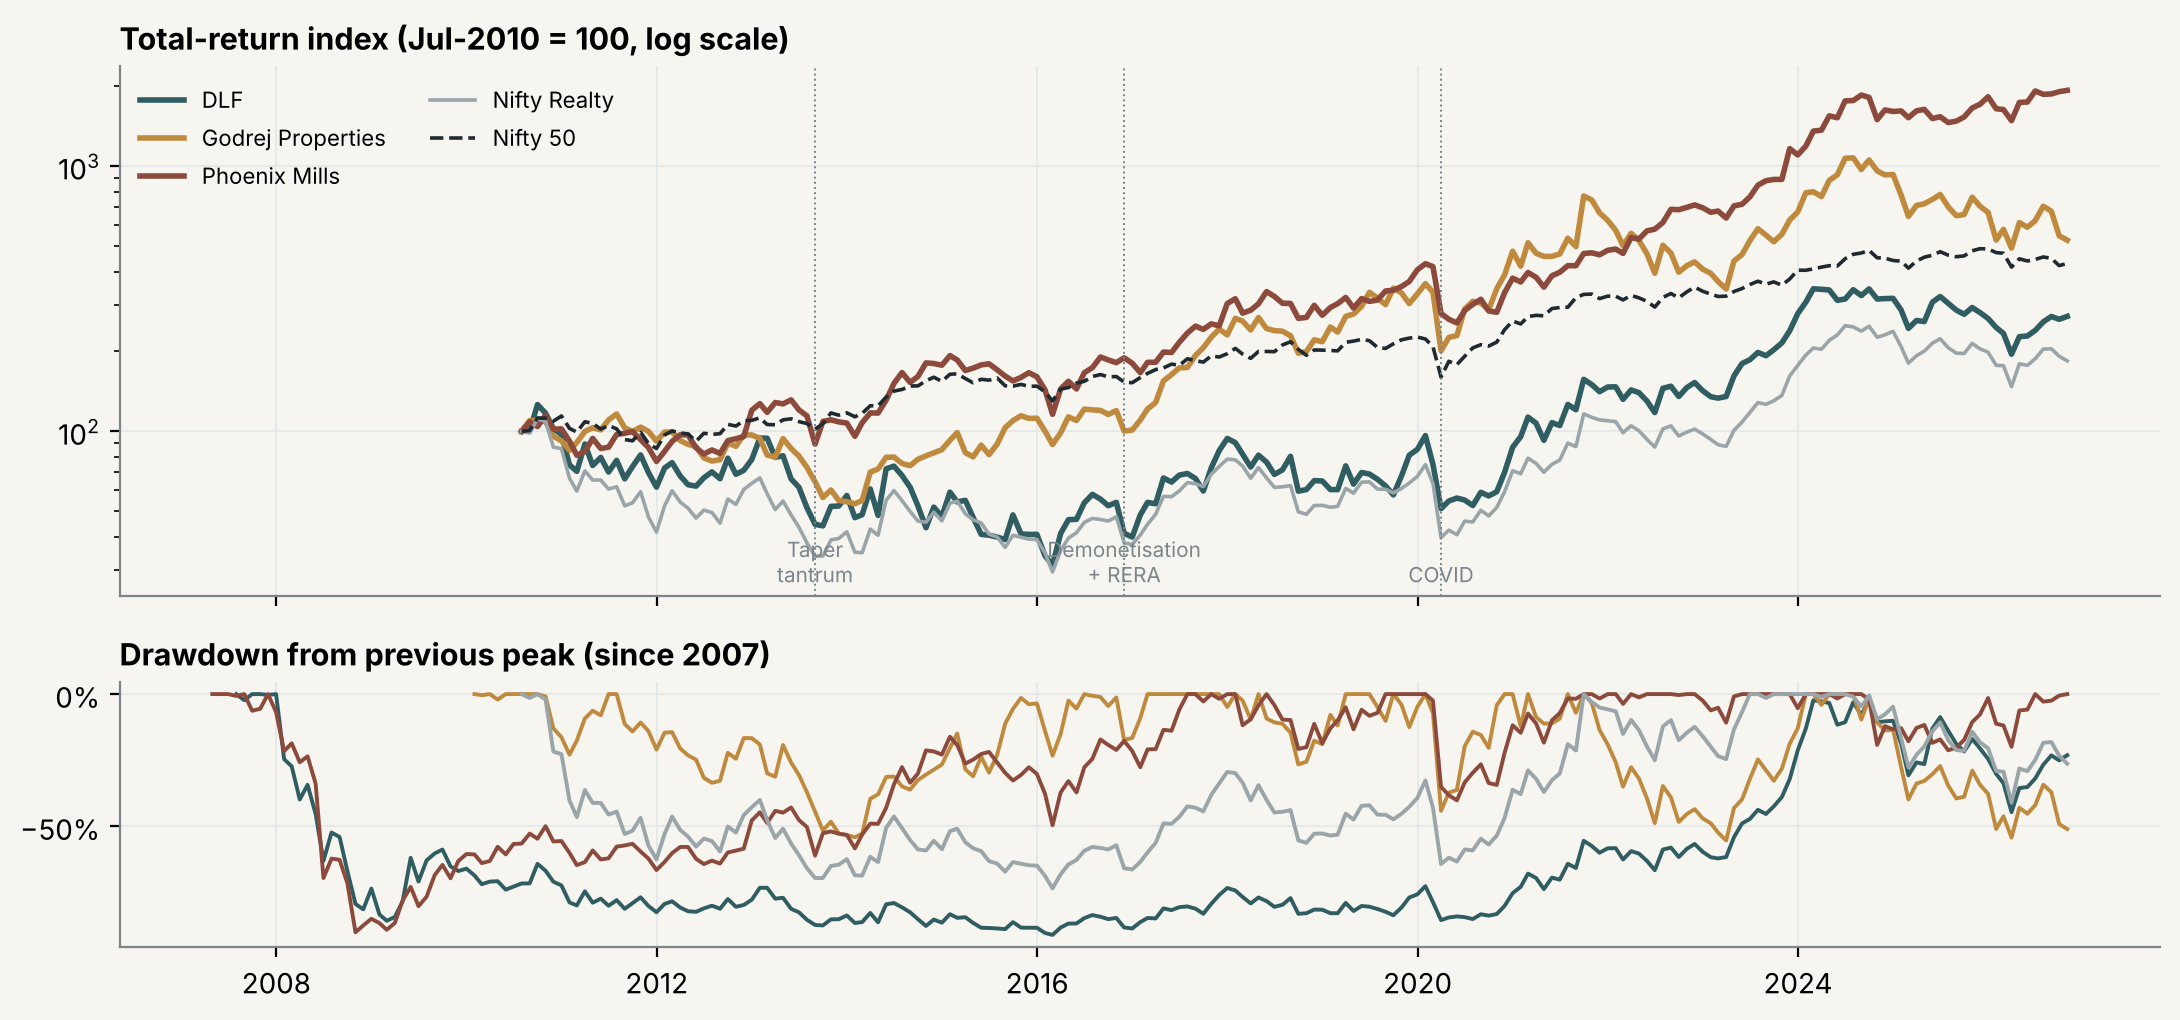 Total-return index (Jul-2010 = 100, log scale)
DLF
Godrej Properties
Phoenix Mills
Nifty Realty
Nifty 50
10³
10²
Taper
tantrum
Demonetisation
+ RERA
COVID
Drawdown from previous peak (since 2007)
0%
−50%
2008
2012
2016
2020
2024